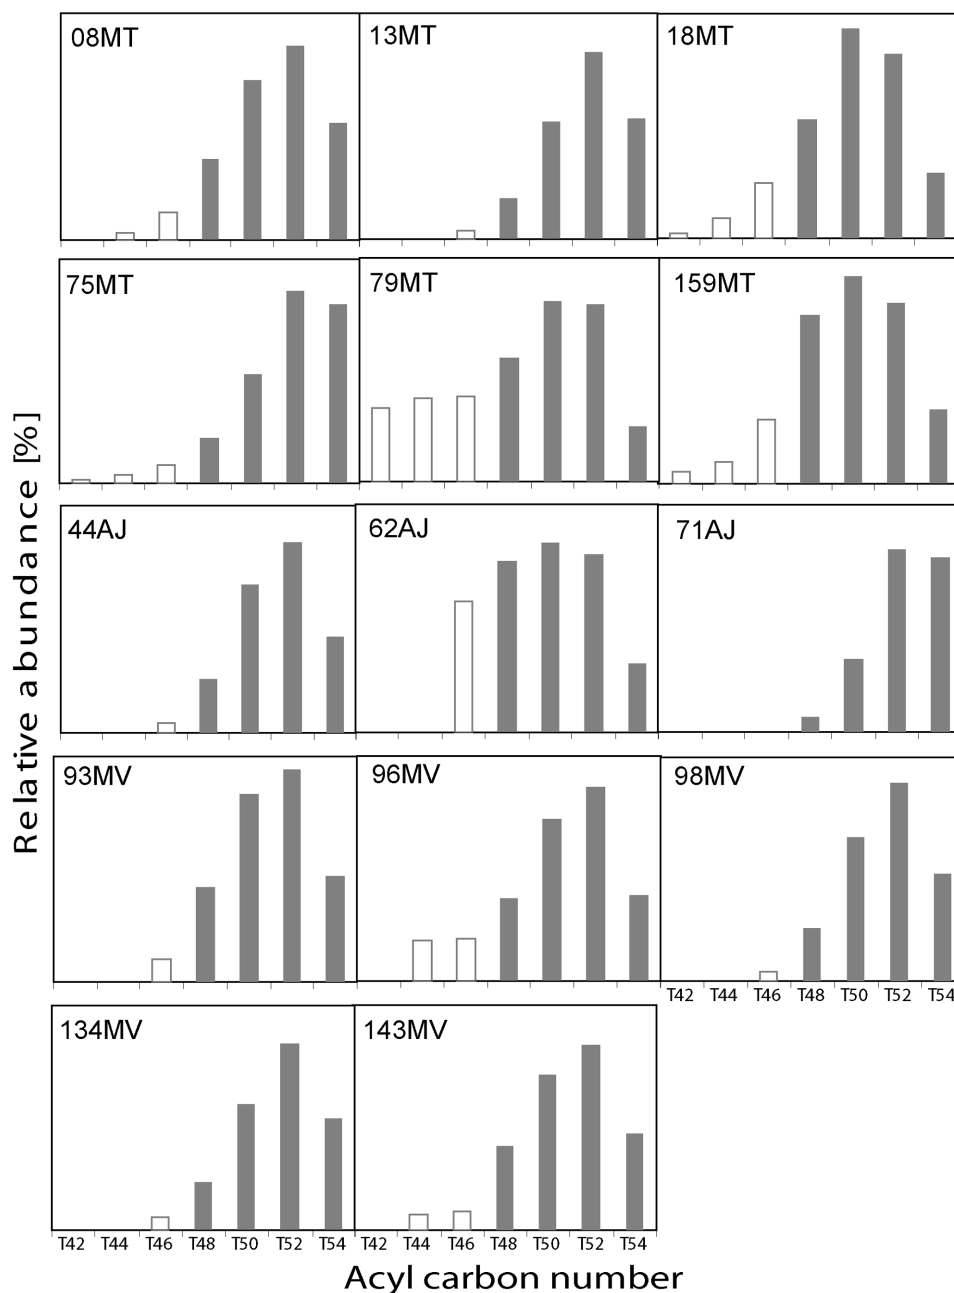 08MT
13MT
18MT
75MT
79MT
159MT
44AJ
62AJ
71AJ
93MV
96MV
98MV
T42 T44 T46 T48 T50 T52 T54
134MV
143MV
T42 T44 T46 T48 T50 T52 T54
T42 T44 T46 T48 T50 T52 T54
Relative abundance [%]
Acyl carbon number